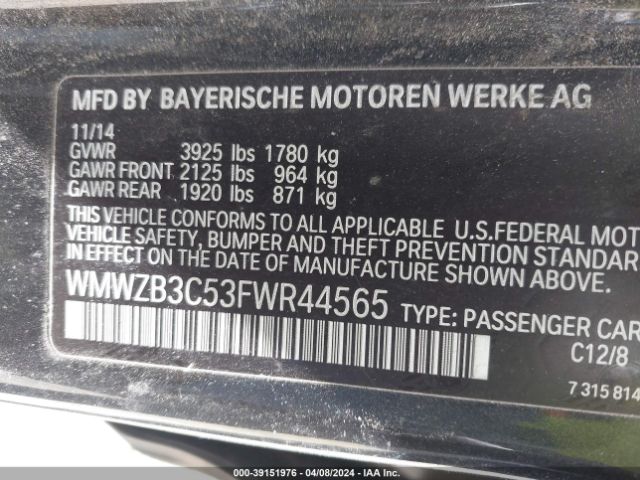 MFD BY BAYERISCHE MOTOREN WERKE AG
11/14
GVWR 3925 lbs 1780 kg
GAWR FRONT 2125 lbs 964 kg
GAWR REAR 1920 lbs 871 kg
THIS VEHICLE CONFORMS TO ALL APPLICABLE U.S.FEDERAL MOT
VEHICLE SAFETY, BUMPER AND THEFT PREVENTION STANDAR
EFFECT ON THE DATE OF MANUFACTURE SHOWN ABOVE.
WMWZB3C53FWR44565 TYPE: PASSENGER CAR
C12/8
7 315 814
000-39151976 | 04/08/2024 | IAA Inc.